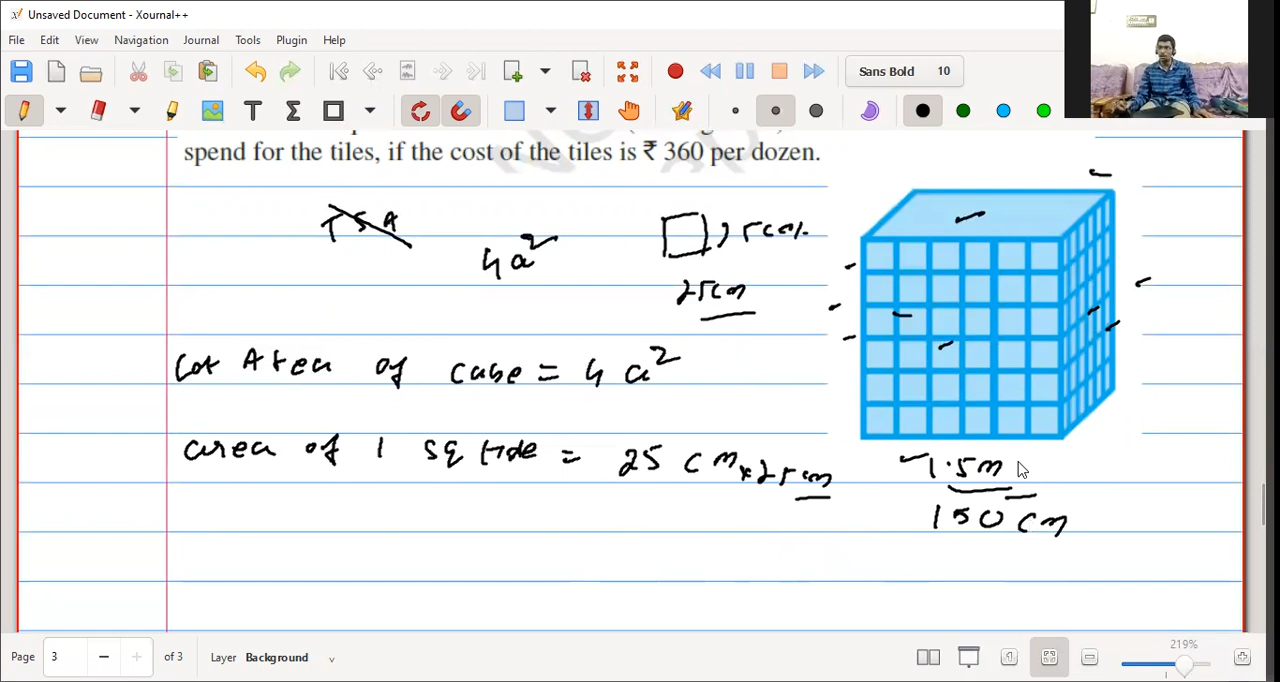 Unsaved Document - Xournal++
File Edit View Navigation Journal Tools Plugin Help
Sans Bold 10
spend for the tiles, if the cost of the tiles is ₹ 360 per dozen.
TSA
4a²
25cm
25cm
Lat Area of cube = 4a²
area of 1 sq tide = 25 cm × 25 cm
1.5m
150 cm
Page 3 of 3 Layer Background
219%